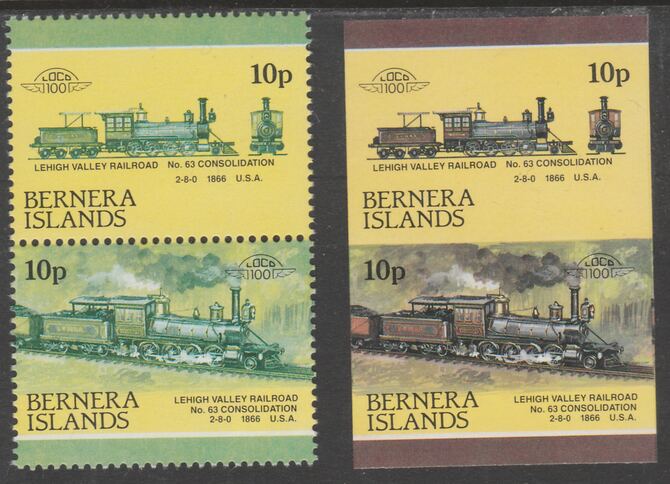 LOCO
100
10p
LEHIGH VALLEY RAILROAD No. 63 CONSOLIDATION
2-8-0 1866 U.S.A.
BERNERA
ISLANDS
10p
LOCO
100
BERNERA
ISLANDS
LEHIGH VALLEY RAILROAD
No. 63 CONSOLIDATION
2-8-0 1866 U.S.A.
LOCO
100
10p
LEHIGH VALLEY RAILROAD No. 63 CONSOLIDATION
2-8-0 1866 U.S.A.
BERNERA
ISLANDS
10p
LOCO
100
BERNERA
ISLANDS
LEHIGH VALLEY RAILROAD
No. 63 CONSOLIDATION
2-8-0 1866 U.S.A.